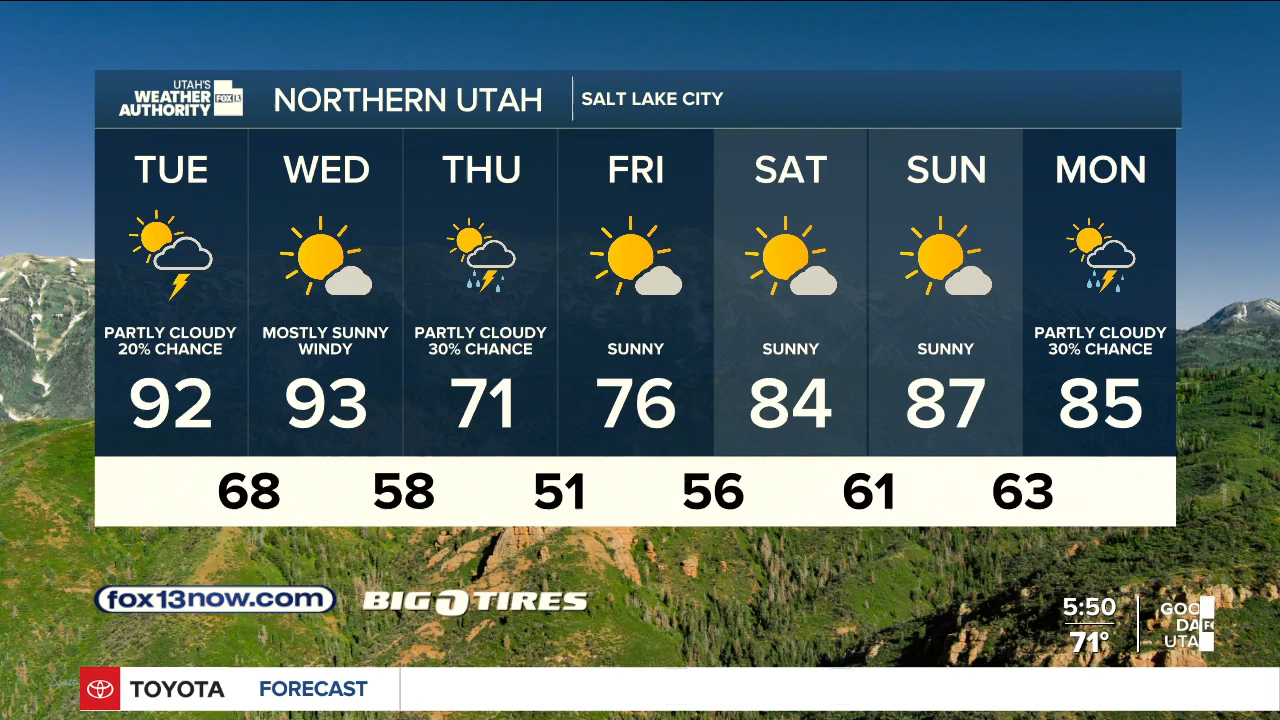 UTAH'S
WEATHER
AUTHORITY
FOX 13
NORTHERN UTAH
SALT LAKE CITY
TUE
WED
THU
FRI
SAT
SUN
MON
PARTLY CLOUDY
20% CHANCE
MOSTLY SUNNY
WINDY
PARTLY CLOUDY
30% CHANCE
SUNNY
SUNNY
SUNNY
PARTLY CLOUDY
30% CHANCE
92
93
71
76
84
87
85
68
58
51
56
61
63
fox13now.com
BIG O TIRES
5:50
71°
GOO
DA
UTA
TOYOTA
FORECAST